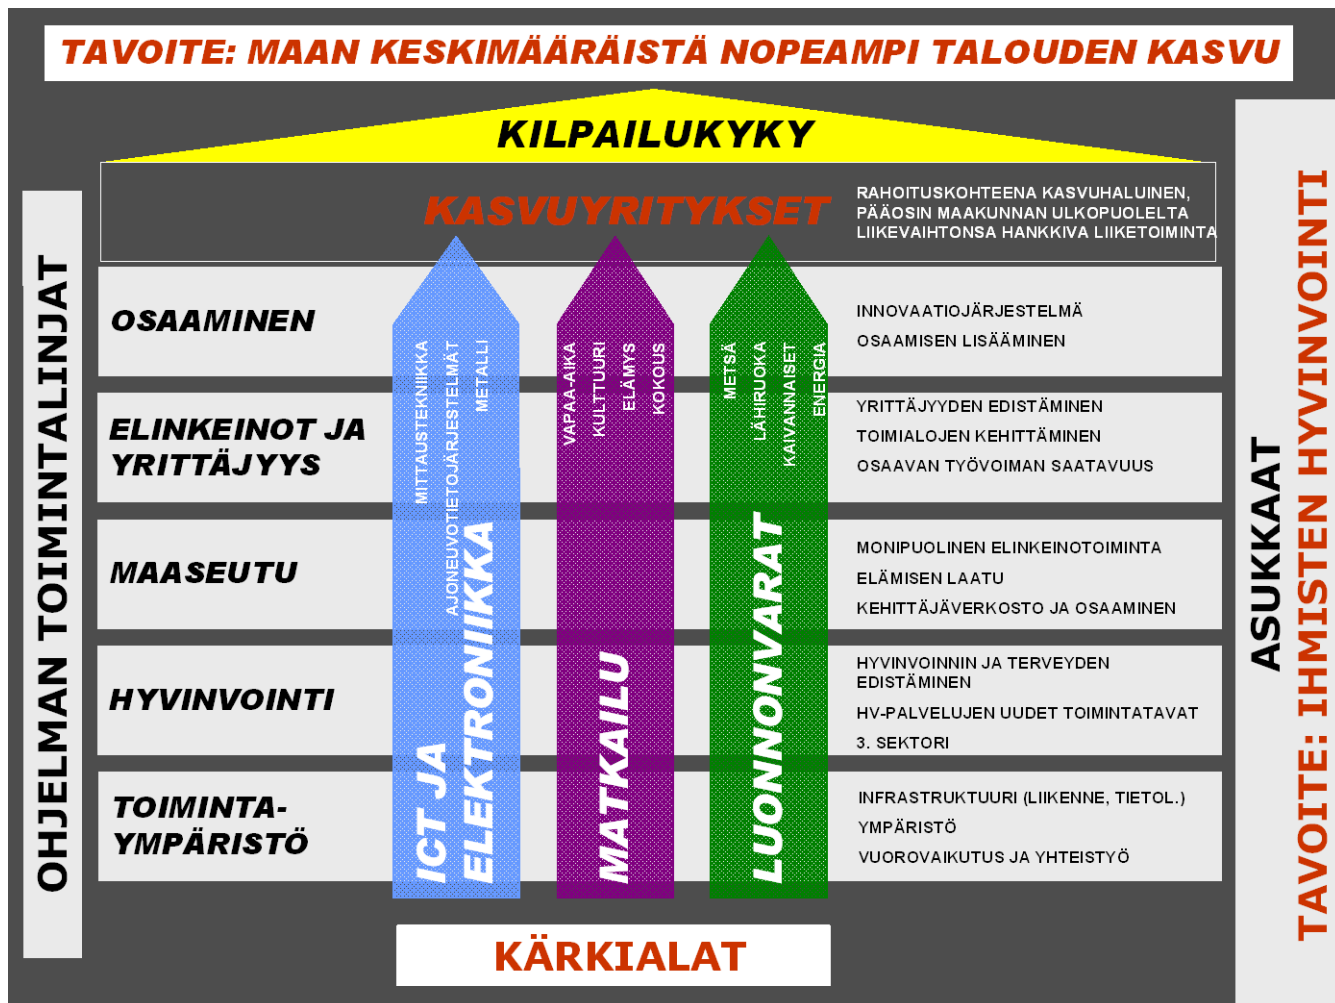 TAVOITE: MAAN KESKIMÄÄRÄISTÄ NOPEAMPI TALOUDEN KASVU
KILPAILUKYKY
KASVUYRITYKSET
RAHOITUSKOHTEENA KASVUHALUINEN,
PÄÄOSIN MAAKUNNAN ULKOPUOLELTA
LIIKEVAIHTONSA HANKKIVA LIIKETOIMINTA
OHJELMAN TOIMINTALINJAT
OSAAMINEN
INNOVAATIOJÄRJESTELMÄ
OSAAMISEN LISÄÄMINEN
ELINKEINOT JA
YRITTÄJYYS
YRITTÄJYYDEN EDISTÄMINEN
TOIMIALOJEN KEHITTÄMINEN
OSAAVAN TYÖVOIMAN SAATAVUUS
MAASEUTU
MONIPUOLINEN ELINKEINOTOIMINTA
ELÄMISEN LAATU
KEHITTÄJÄVERKOSTO JA OSAAMINEN
HYVINVOINTI
HYVINVOINNIN JA TERVEYDEN
EDISTÄMINEN
HV-PALVELUJEN UUDET TOIMINTATAVAT
3. SEKTORI
TOIMINTA-
YMPÄRISTÖ
INFRASTRUKTUURI (LIIKENNE, TIETOL.)
YMPÄRISTÖ
VUOROVAIKUTUS JA YHTEISTYÖ
ICT JA
ELEKTRONIIKKA
MITTAUSTEKNIIKKA
AJONEUVOTIETOJÄRJESTELMÄT
METALLI
MATKAILU
VAPAA-AIKA
KULTTUURI
ELÄMYS
KOKOUS
LUONNONVARAT
METSÄ
LÄHIRUOKA
KAIVANNAISET
ENERGIA
KÄRKIALAT
ASUKKAAT
TAVOITE: IHMISTEN HYVINVOINTI